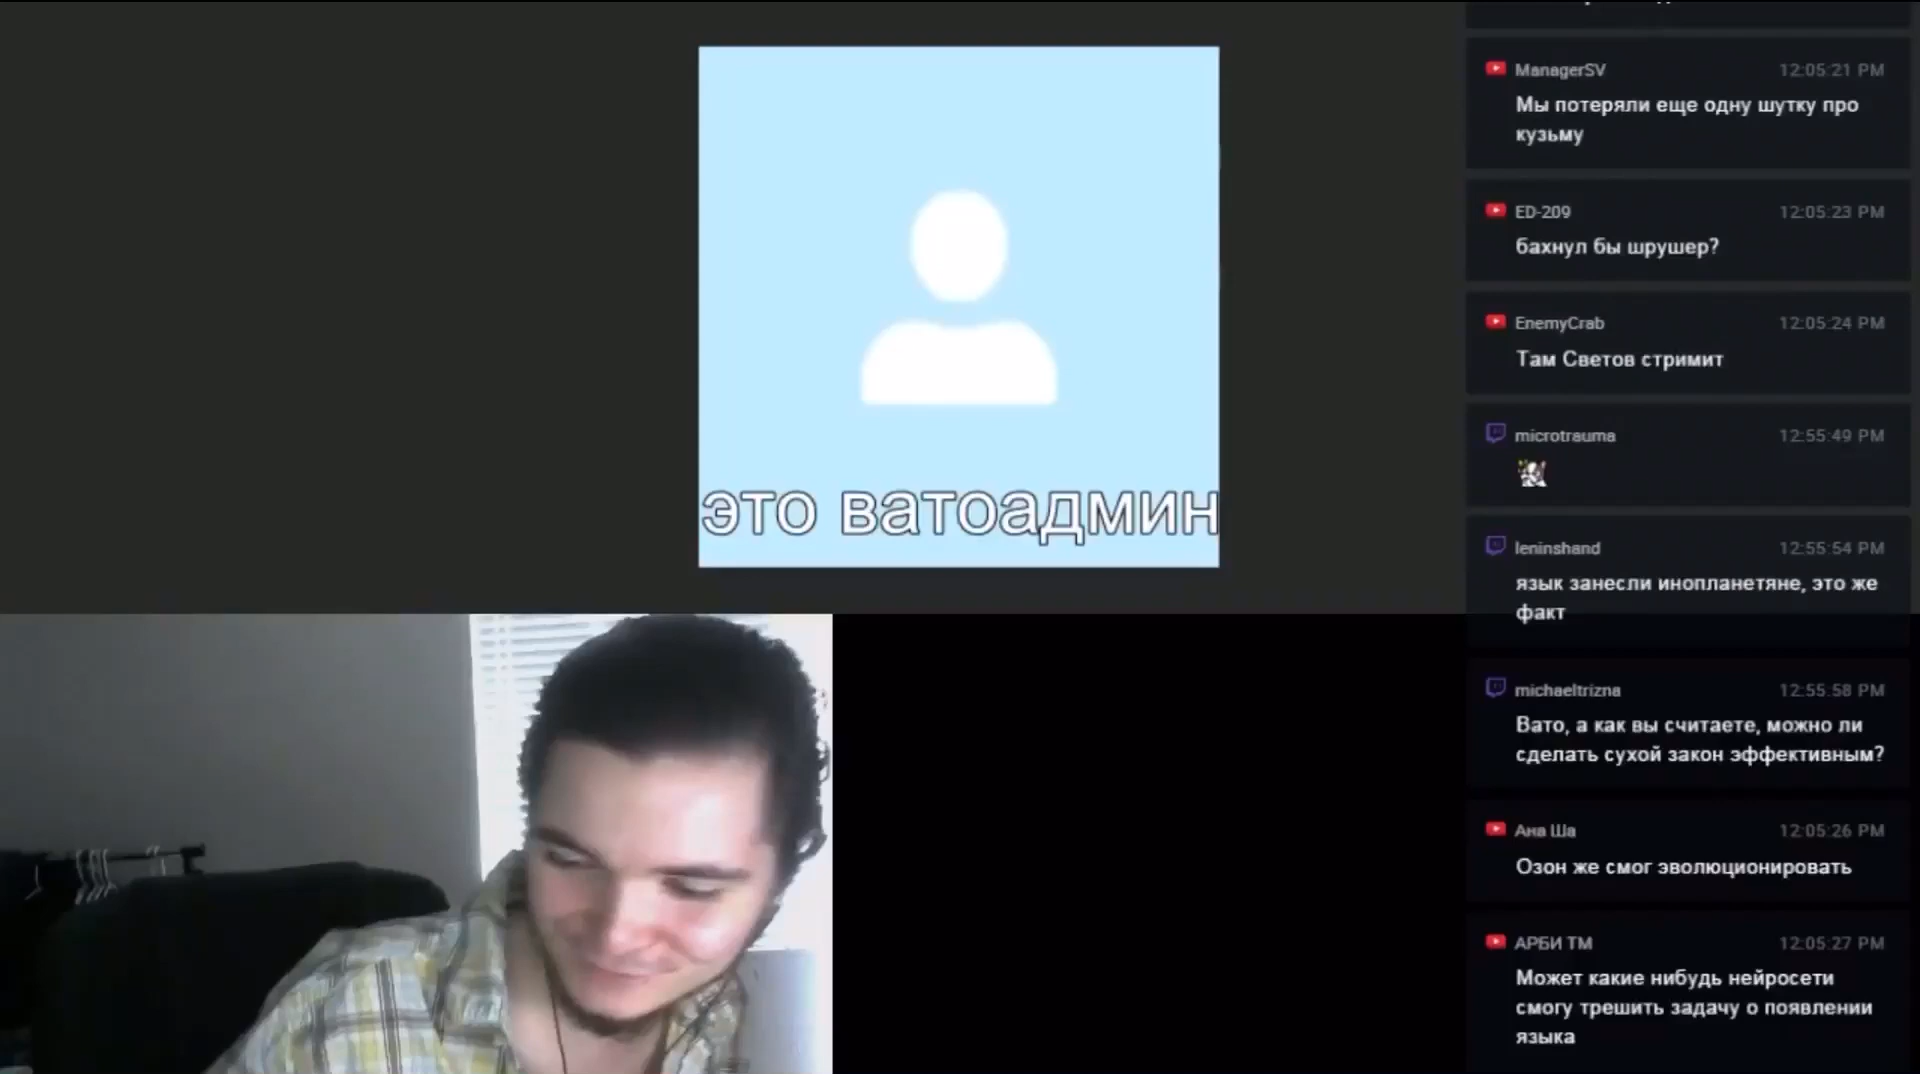 это ватоадмин
ManagerSV 12:05:21 PM
Мы потеряли еще одну шутку про
кузьму
ED-209 12:05:23 PM
бахнул бы шрушер?
EnemyCrab 12:05:24 PM
Там Светов стримит
microtrauma 12:55:49 PM
leninshand 12:55:54 PM
язык занесли инопланетяне, это же
факт
michaeltrizna 12:55:58 PM
Вато, а как вы считаете, можно ли
сделать сухой закон эффективным?
Ана Ша 12:05:26 PM
Озон же смог эволюционировать
АРБИ ТМ 12:05:27 PM
Может какие нибудь нейросети
смогу трешить задачу о появлении
языка